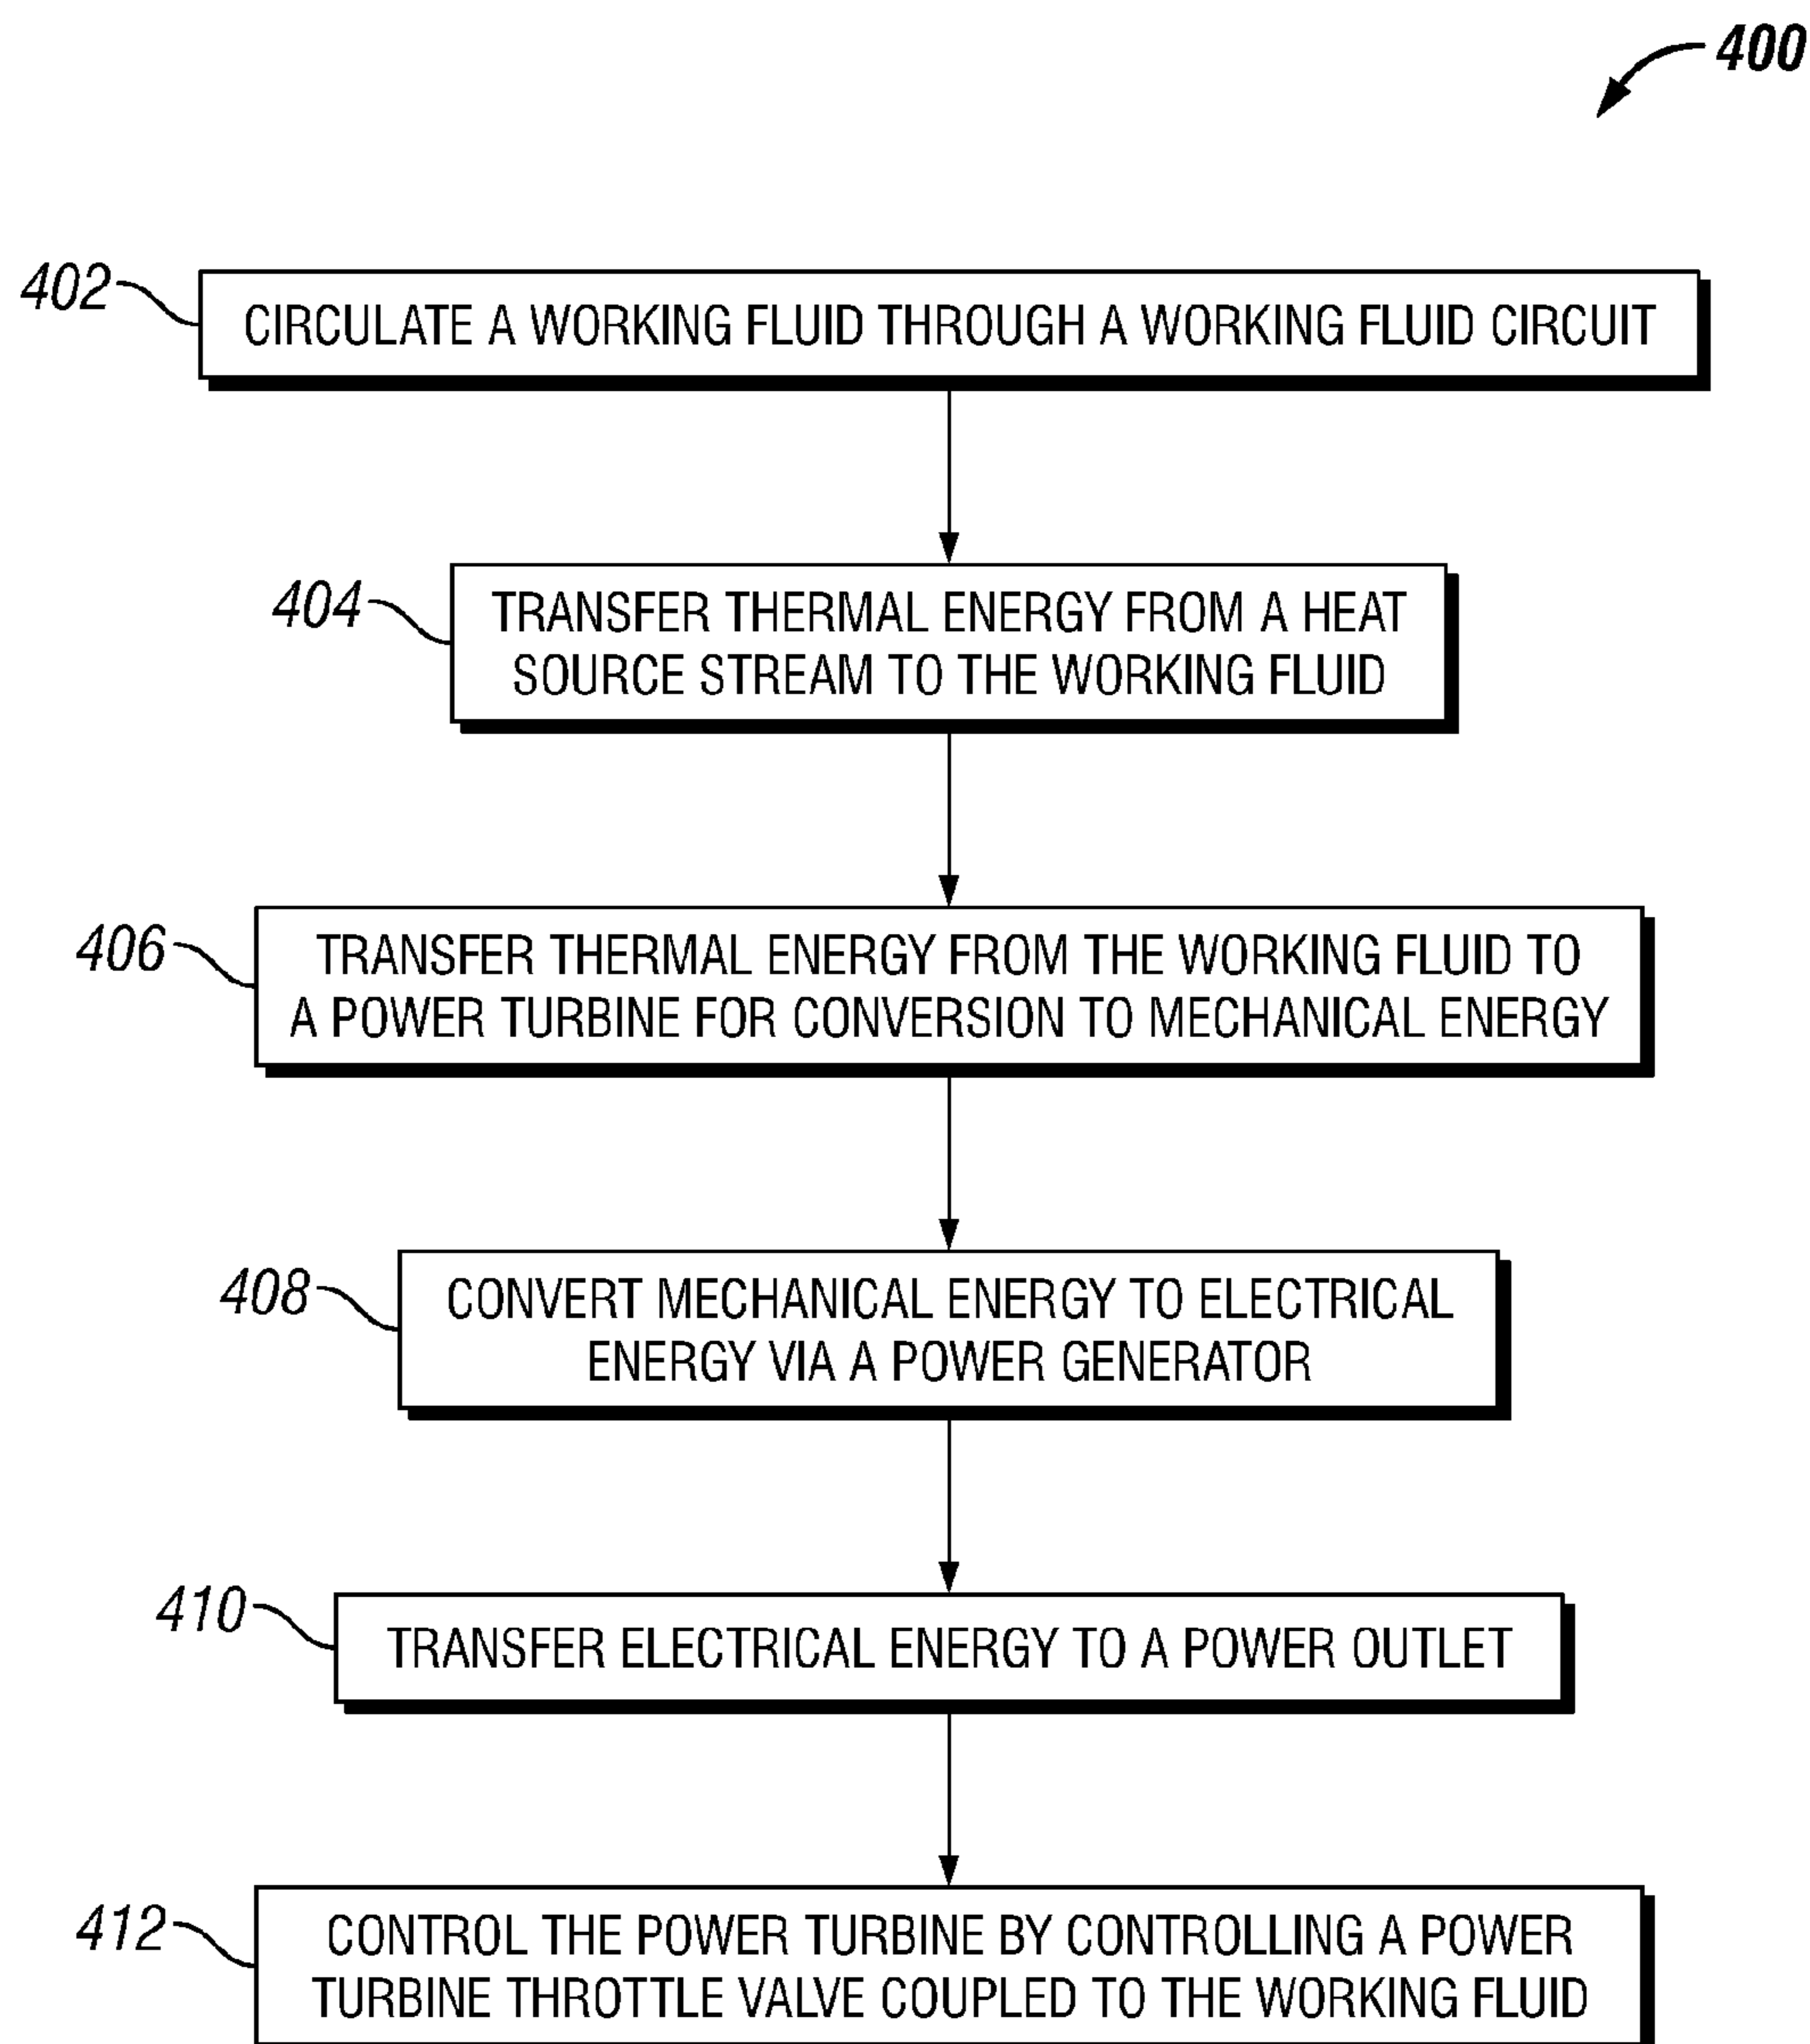 400
402
CIRCULATE A WORKING FLUID THROUGH A WORKING FLUID CIRCUIT
404
TRANSFER THERMAL ENERGY FROM A HEAT
SOURCE STREAM TO THE WORKING FLUID
406
TRANSFER THERMAL ENERGY FROM THE WORKING FLUID TO
A POWER TURBINE FOR CONVERSION TO MECHANICAL ENERGY
408
CONVERT MECHANICAL ENERGY TO ELECTRICAL
ENERGY VIA A POWER GENERATOR
410
TRANSFER ELECTRICAL ENERGY TO A POWER OUTLET
412
CONTROL THE POWER TURBINE BY CONTROLLING A POWER
TURBINE THROTTLE VALVE COUPLED TO THE WORKING FLUID